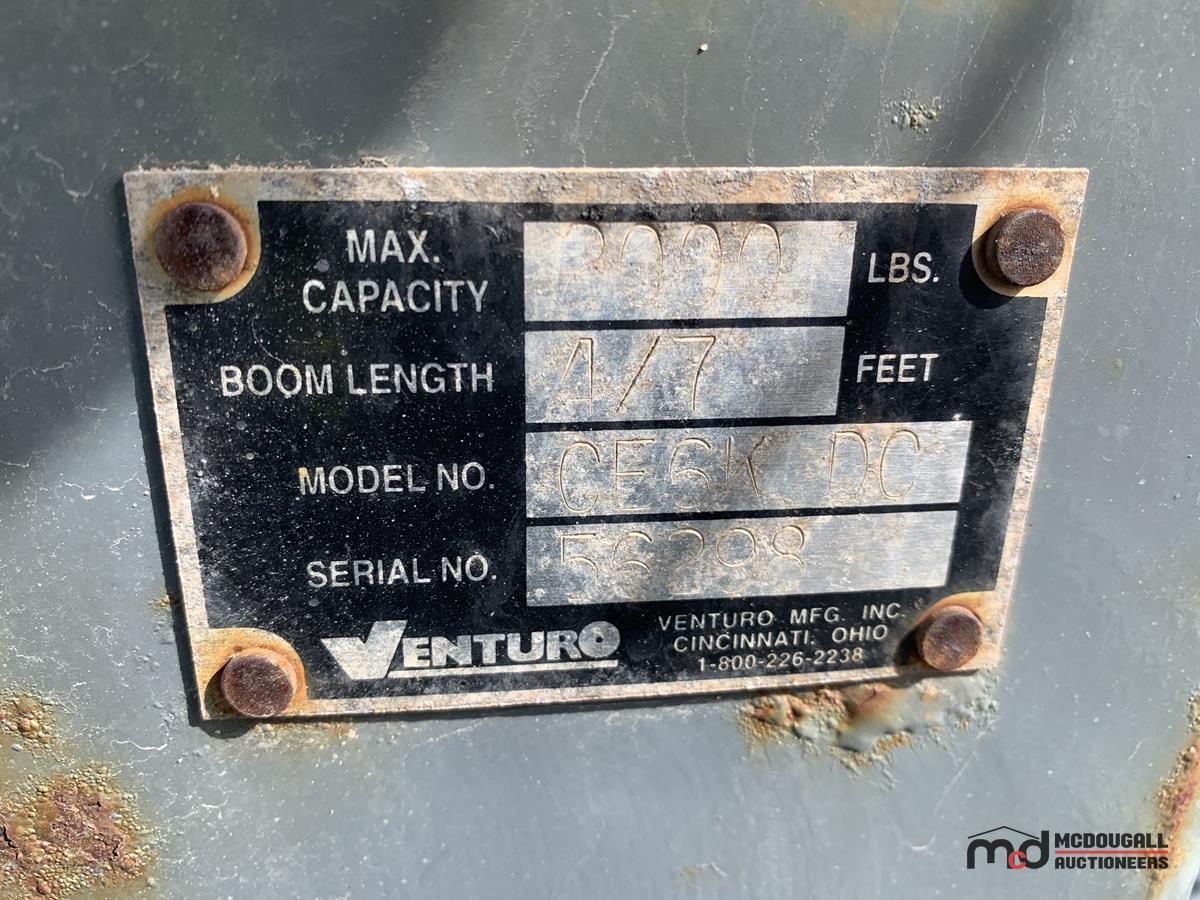 MAX.
CAPACITY 2000 LBS.
BOOM LENGTH 4/7 FEET
MODEL NO. CE6K DC
SERIAL NO. 56298
VENTURO VENTURO MFG. INC.
CINCINNATI, OHIO
1-800-226-2238
mcd MCDOUGALL
AUCTIONEERS